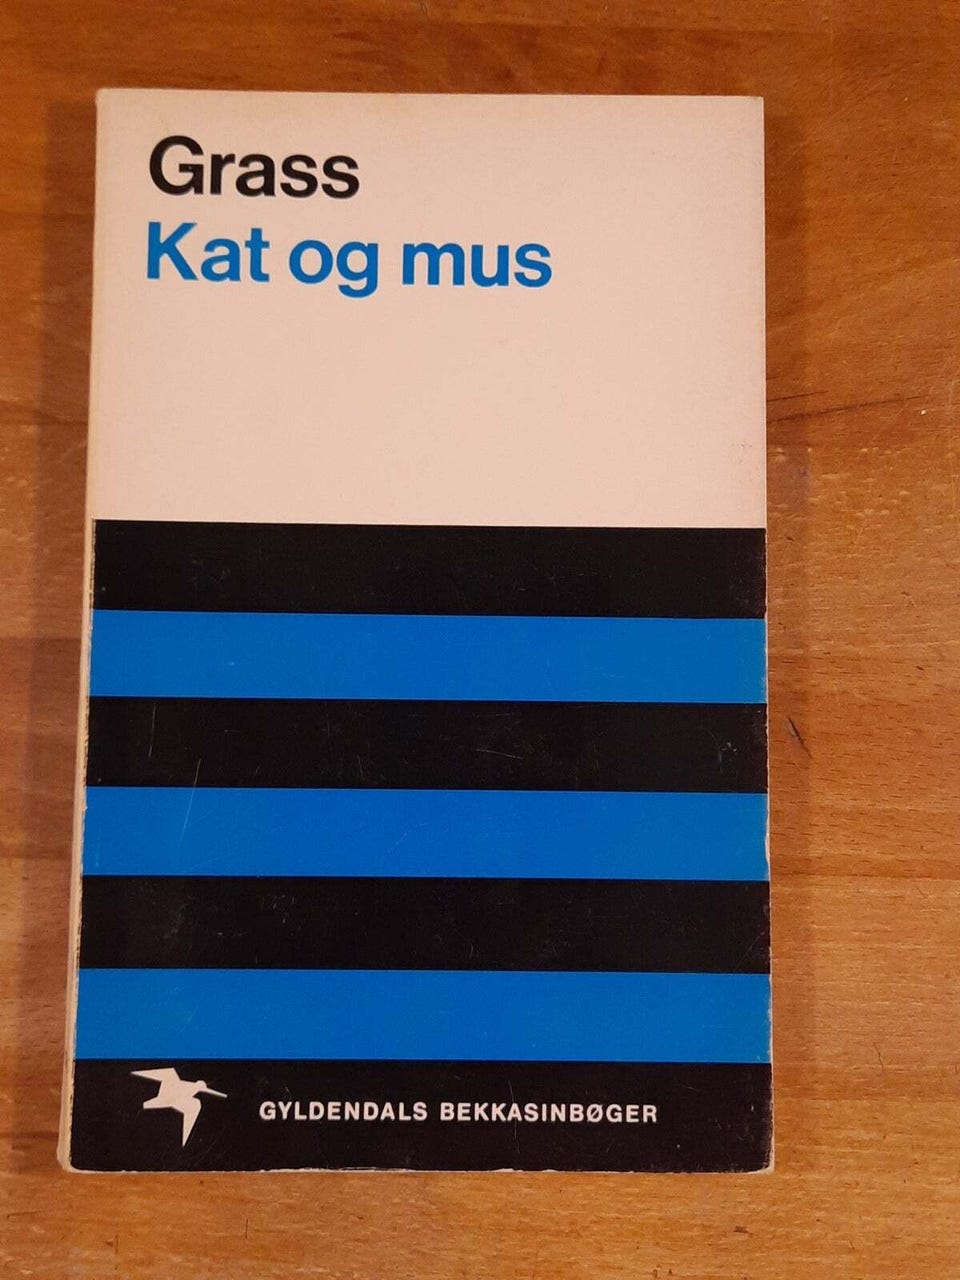 Grass
Kat og mus
GYLDENDALS BEKKASINBØGER